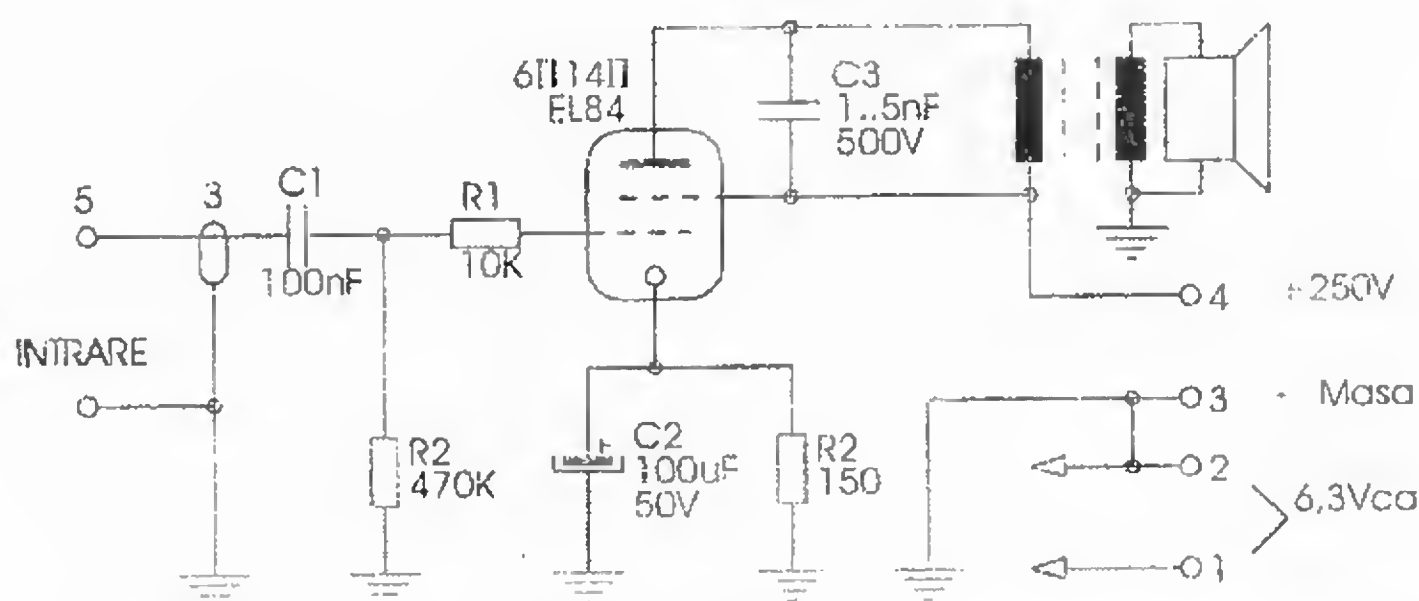 6П14П
EL84
C3
1..5nF
500V
5
3
C1
100nF
R1
10K
4
+250V
INTRARE
R2
470K
C2
+
100uF
50V
R2
150
3
- Masa
2
6,3Vca
1